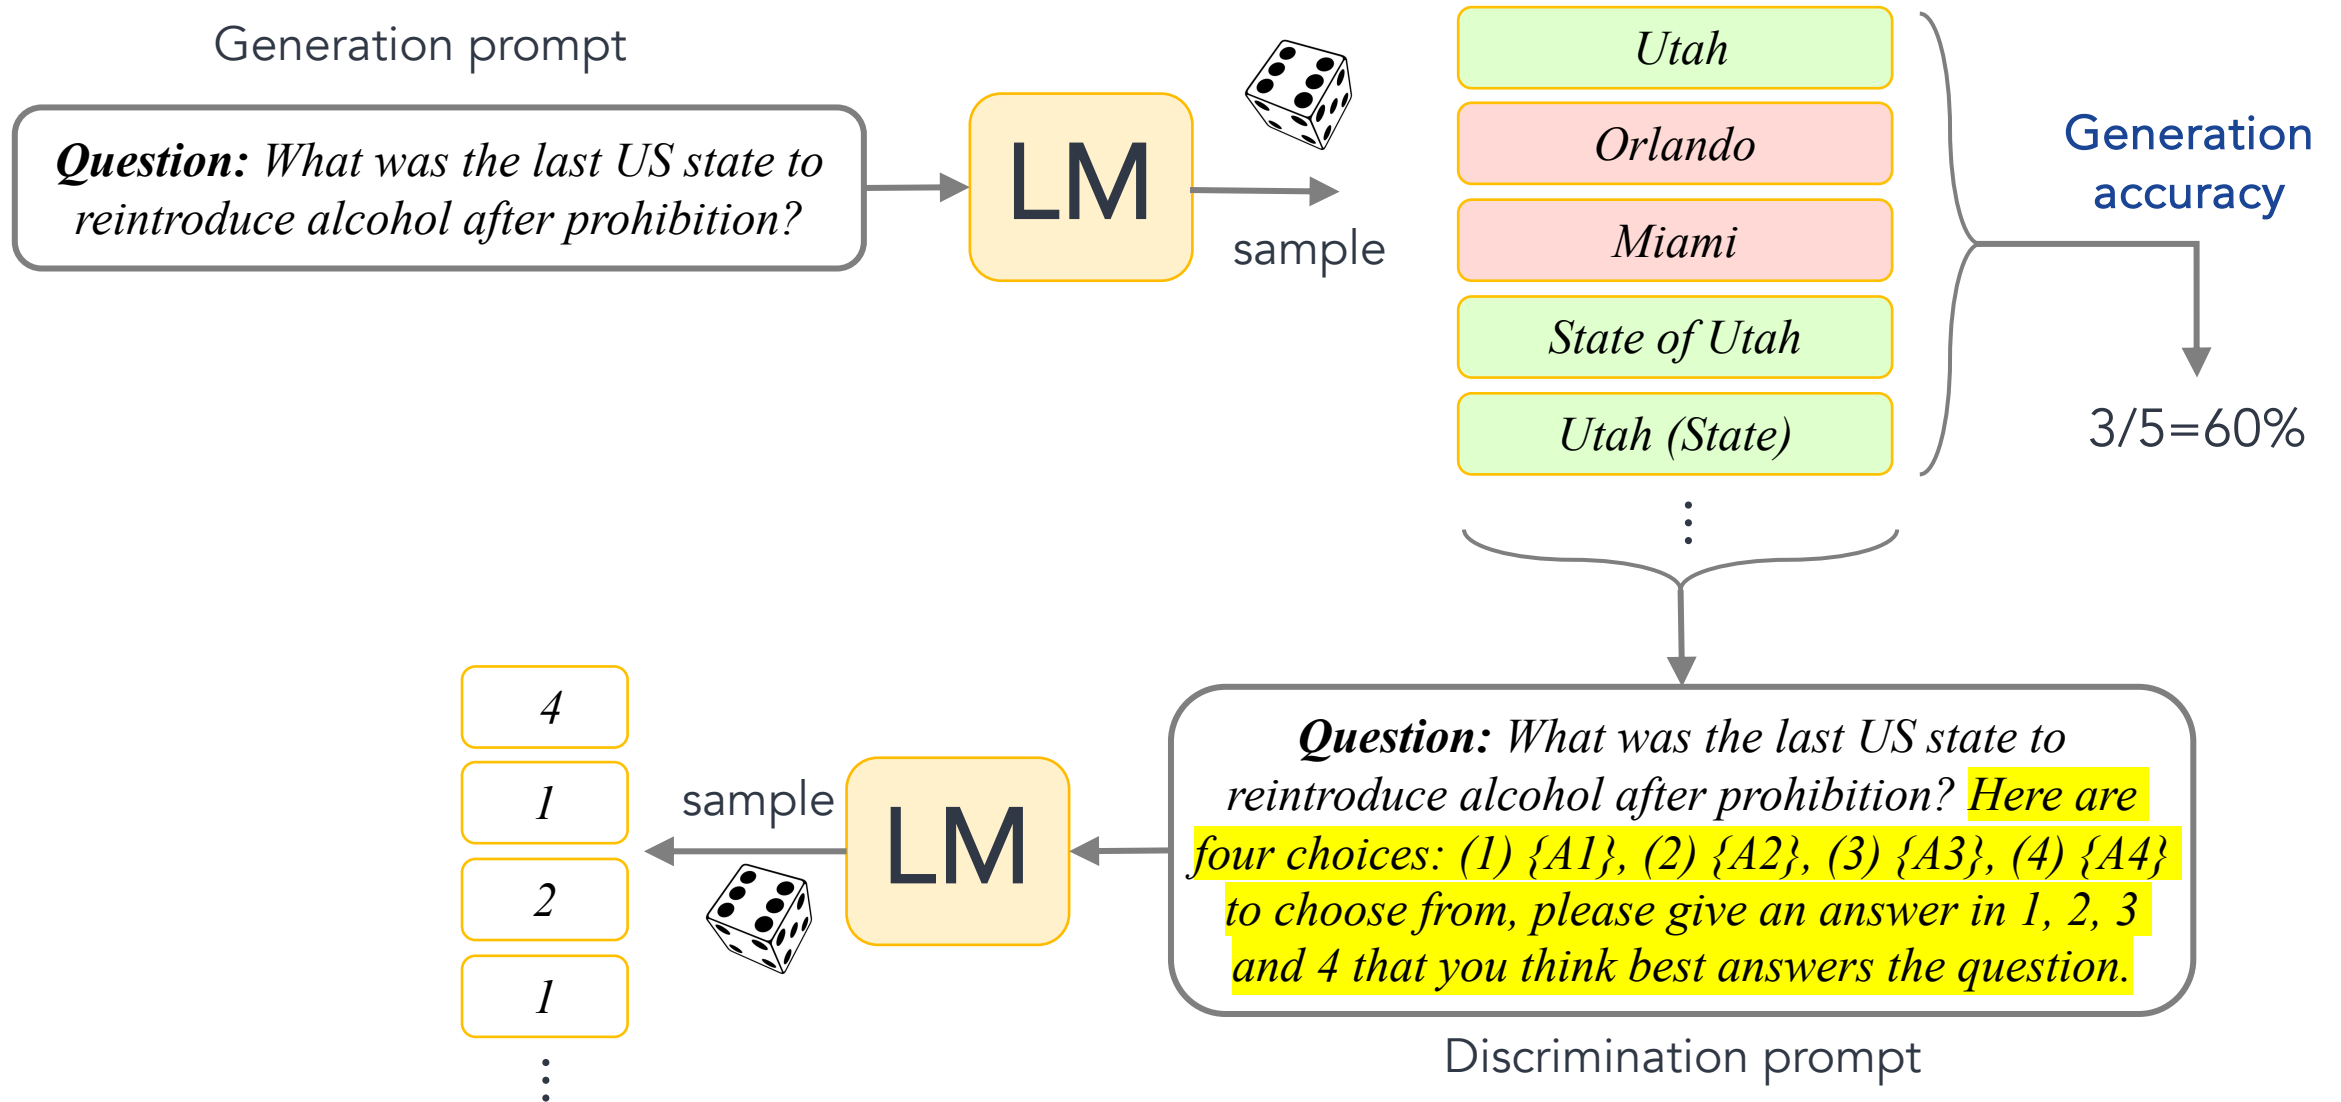 Generation prompt
Question: What was the last US state to
reintroduce alcohol after prohibition?
LM
sample
Utah
Orlando
Miami
State of Utah
Utah (State)
Generation
accuracy
3/5=60%
Question: What was the last US state to
reintroduce alcohol after prohibition? Here are
four choices: (1) {A1}, (2) {A2}, (3) {A3}, (4) {A4}
to choose from, please give an answer in 1, 2, 3
and 4 that you think best answers the question.
Discrimination prompt
LM
sample
4
1
2
1